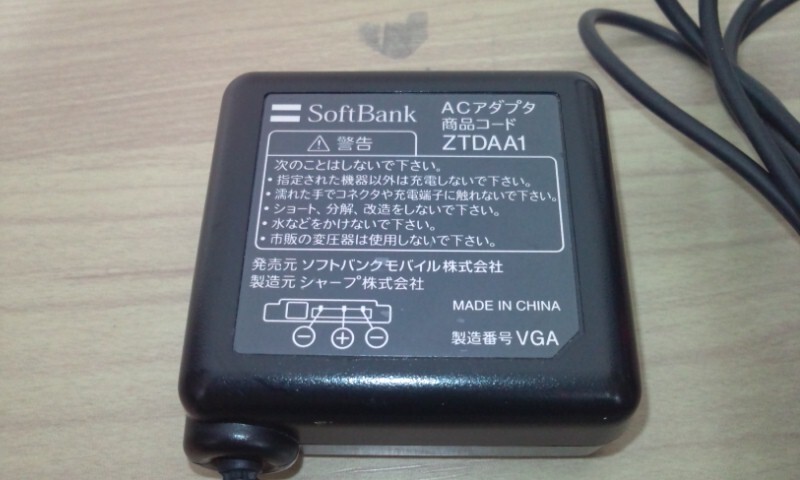 SoftBank
ACアダプタ
商品コード
ZTDAA1
⚠ 警告
次のことはしないで下さい。
・指定された機器以外は充電しないで下さい。
・濡れた手でコネクタや充電端子に触れないで下さい。
・ショート、分解、改造をしないで下さい。
・水などをかけないで下さい。
・市販の変圧器は使用しないで下さい。
発売元 ソフトバンクモバイル株式会社
製造元 シャープ株式会社
MADE IN CHINA
⊖ ⊕ ⊖
製造番号 VGA